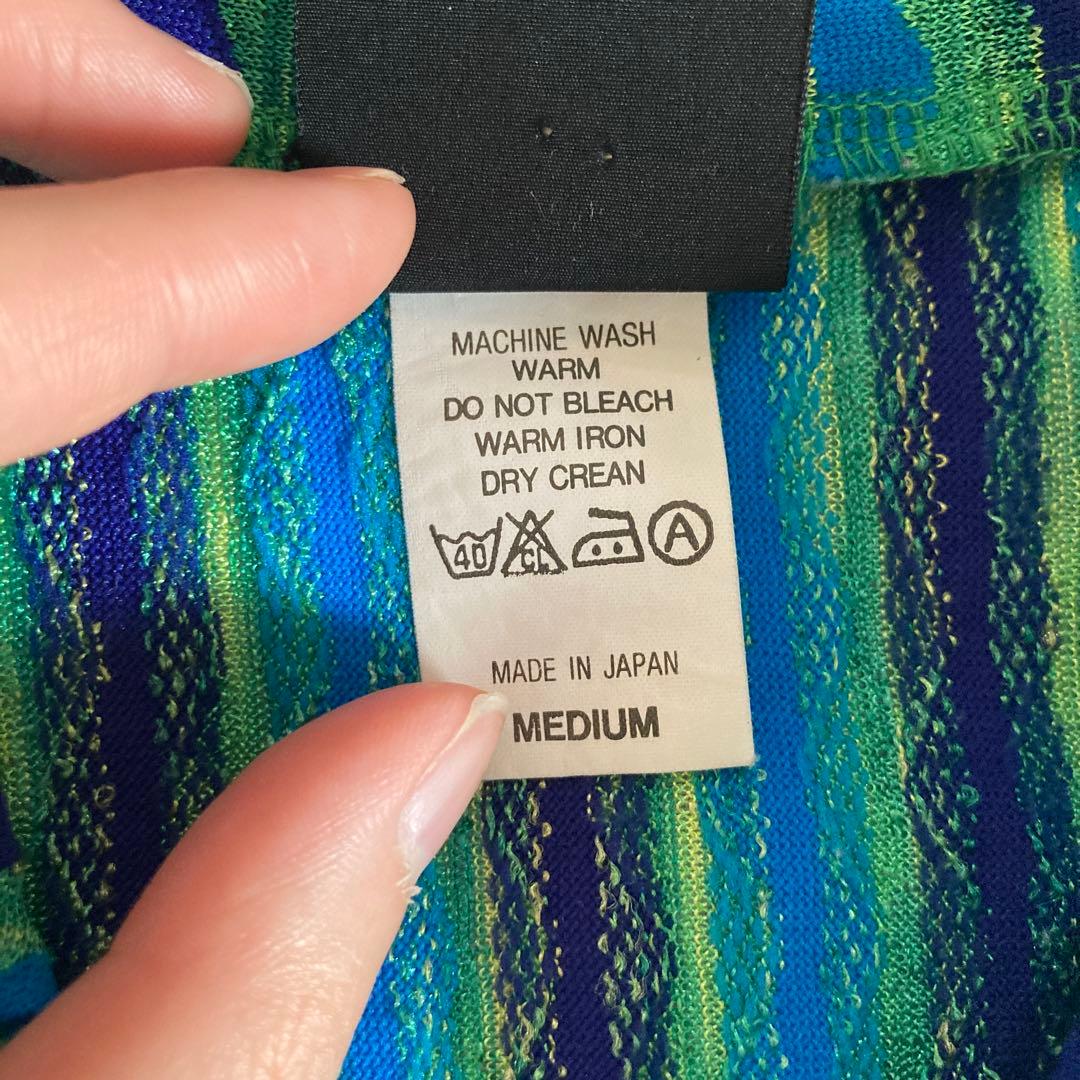 MACHINE WASH
WARM
DO NOT BLEACH
WARM IRON
DRY CREAN
40 CL A
MADE IN JAPAN
MEDIUM